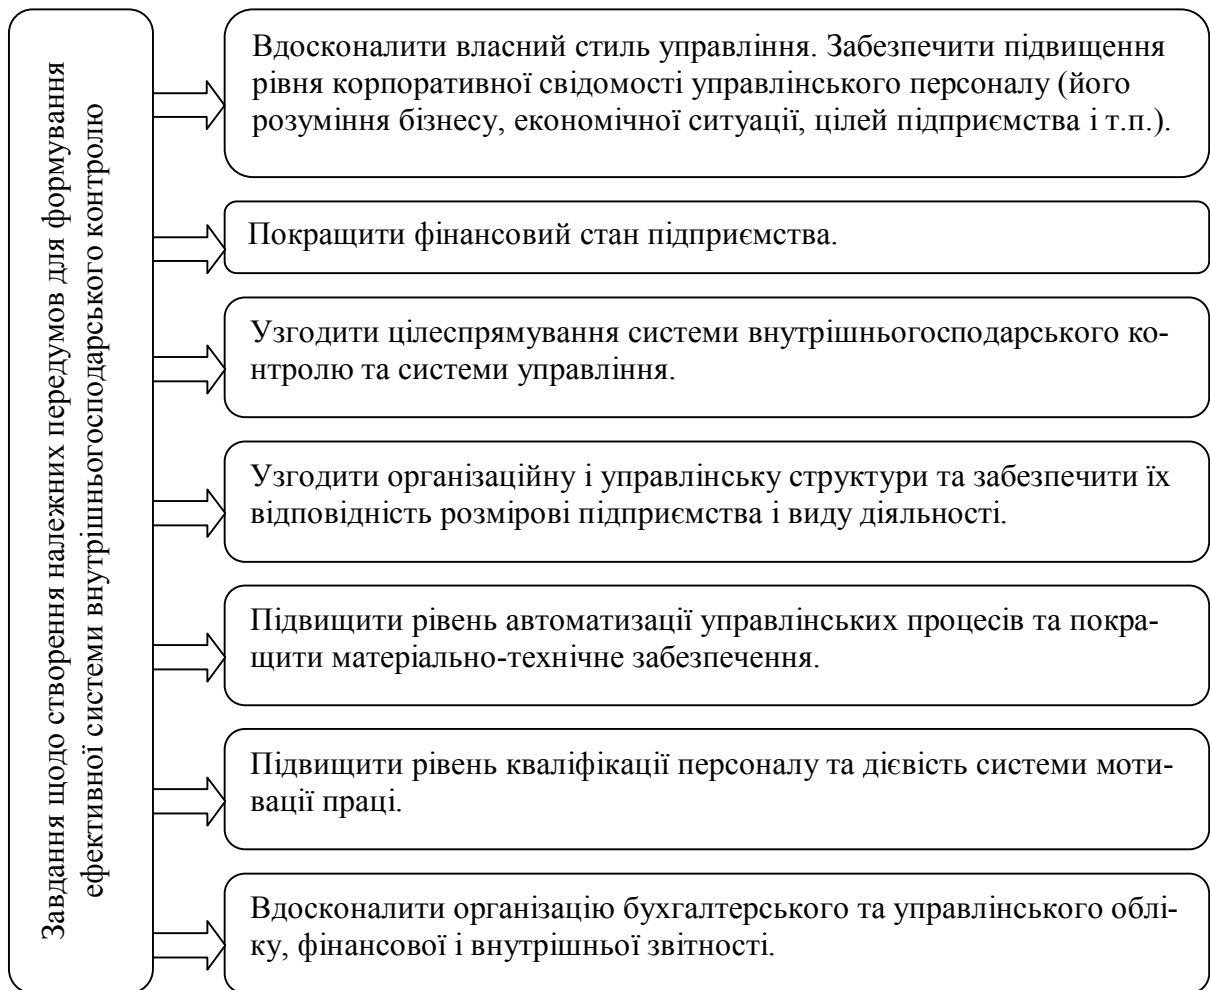 Завдання щодо створення належних передумов для формування
ефективної системи внутрішнього​господарського контролю
Вдосконалити власний стиль управління. Забезпечити підвищення
рівня корпоративної свідомості управлінського персоналу (його
розуміння бізнесу, економічної ситуації, цілей підприємства і т.п.).
Покращити фінансовий стан підприємства.
Узгодити цілеспрямування системи внутрішньогосподарського ко-
нтролю та системи управління.
Узгодити організаційну і управлінську структури та забезпечити їх
відповідність розмірові підприємства і виду діяльності.
Підвищити рівень автоматизації управлінських процесів та покра-
щити матеріально-технічне забезпечення.
Підвищити рівень кваліфікації персоналу та дієвість системи моти-
вації праці.
Вдосконалити організацію бухгалтерського та управлінського облі-
ку, фінансової і внутрішньої звітності.